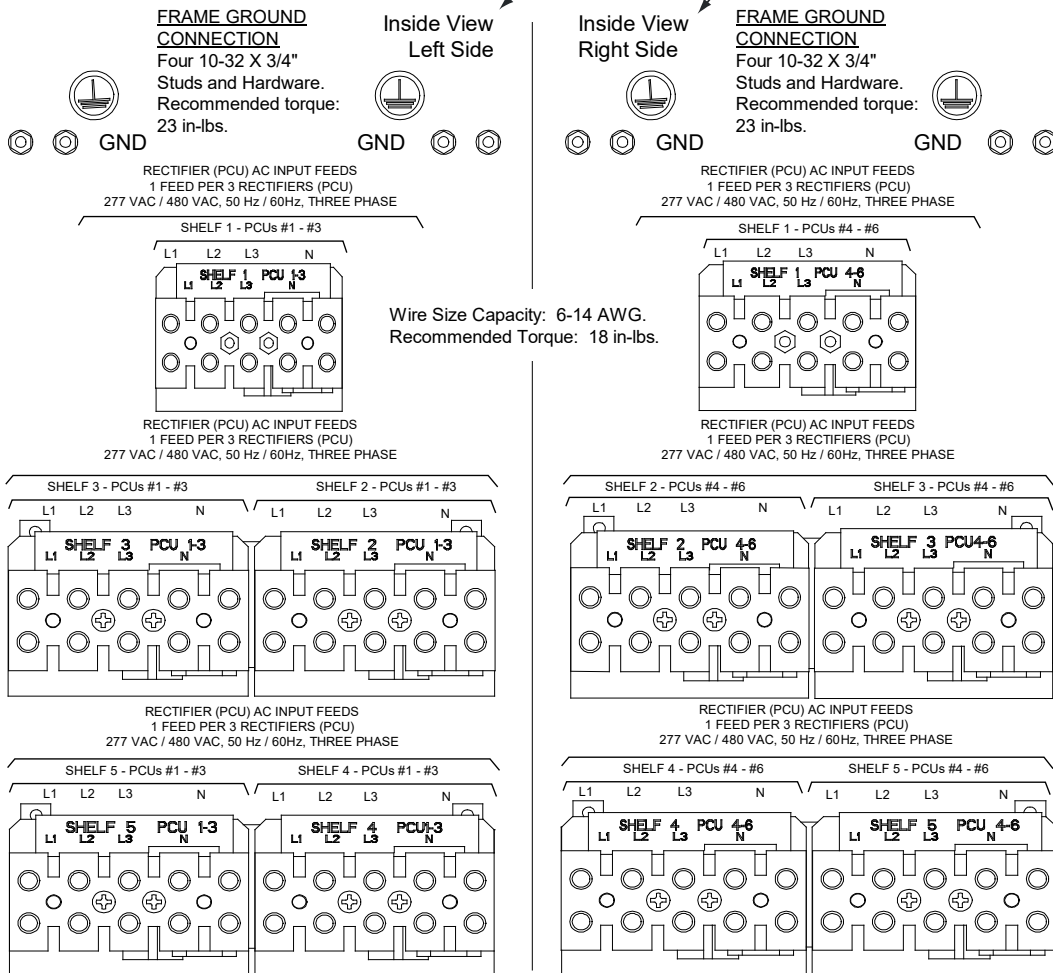 FRAME GROUND
CONNECTION
Four 10-32 X 3/4"
Studs and Hardware.
Recommended torque:
23 in-lbs.
Inside View
Left Side
GND
GND
RECTIFIER (PCU) AC INPUT FEEDS
1 FEED PER 3 RECTIFIERS (PCU)
277 VAC / 480 VAC, 50 Hz / 60Hz, THREE PHASE
SHELF 1 - PCUs #1 - #3
L1 L2 L3 N
SHELF 1 PCU 1-3
L1 L2 L3 N
Wire Size Capacity: 6-14 AWG.
Recommended Torque: 18 in-lbs.
RECTIFIER (PCU) AC INPUT FEEDS
1 FEED PER 3 RECTIFIERS (PCU)
277 VAC / 480 VAC, 50 Hz / 60Hz, THREE PHASE
SHELF 3 - PCUs #1 - #3
L1 L2 L3 N
SHELF 3 PCU 1-3
L1 L2 L3 N
SHELF 2 - PCUs #1 - #3
L1 L2 L3 N
SHELF 2 PCU 1-3
L1 L2 L3 N
RECTIFIER (PCU) AC INPUT FEEDS
1 FEED PER 3 RECTIFIERS (PCU)
277 VAC / 480 VAC, 50 Hz / 60Hz, THREE PHASE
SHELF 5 - PCUs #1 - #3
L1 L2 L3 N
SHELF 5 PCU 1-3
L1 L2 L3 N
SHELF 4 - PCUs #1 - #3
L1 L2 L3 N
SHELF 4 PCU1-3
L1 L2 L3 N
Inside View
Right Side
FRAME GROUND
CONNECTION
Four 10-32 X 3/4"
Studs and Hardware.
Recommended torque:
23 in-lbs.
GND
GND
RECTIFIER (PCU) AC INPUT FEEDS
1 FEED PER 3 RECTIFIERS (PCU)
277 VAC / 480 VAC, 50 Hz / 60Hz, THREE PHASE
SHELF 1 - PCUs #4 - #6
L1 L2 L3 N
SHELF 1 PCU 4-6
L1 L2 L3 N
RECTIFIER (PCU) AC INPUT FEEDS
1 FEED PER 3 RECTIFIERS (PCU)
277 VAC / 480 VAC, 50 Hz / 60Hz, THREE PHASE
SHELF 2 - PCUs #4 - #6
L1 L2 L3 N
SHELF 2 PCU 4-6
L1 L2 L3 N
SHELF 3 - PCUs #4 - #6
L1 L2 L3 N
SHELF 3 PCU4-6
L1 L2 L3 N
RECTIFIER (PCU) AC INPUT FEEDS
1 FEED PER 3 RECTIFIERS (PCU)
277 VAC / 480 VAC, 50 Hz / 60Hz, THREE PHASE
SHELF 4 - PCUs #4 - #6
L1 L2 L3 N
SHELF 4 PCU 4-6
L1 L2 L3 N
SHELF 5 - PCUs #4 - #6
L1 L2 L3 N
SHELF 5 PCU 4-6
L1 L2 L3 N